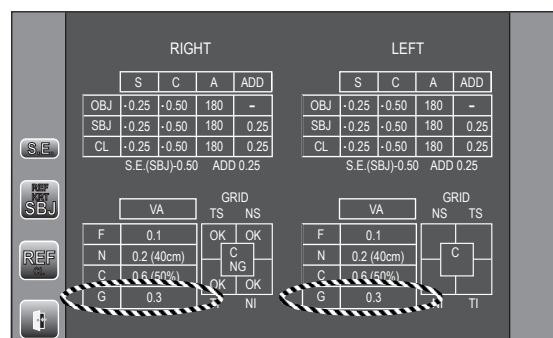 RIGHT
S C A ADD
OBJ -0.25 -0.50 180 -
SBJ -0.25 -0.50 180 0.25
CL -0.25 -0.50 180 0.25
S.E.(SBJ)-0.50 ADD 0.25
LEFT
S C A ADD
OBJ -0.25 -0.50 180 -
SBJ -0.25 -0.50 180 0.25
CL -0.25 -0.50 180 0.25
S.E.(SBJ)-0.50 ADD 0.25
S.E.
REF
KRT
SBJ
REF
VA
F 0.1
N 0.2 (40cm)
C 0.6 (50%)
G 0.3
GRID
TS NS
OK OK
C
NG
OK OK
NI
VA
F 0.1
N 0.2 (40cm)
C 0.6 (50%)
G 0.3
GRID
NS TS
C
TI